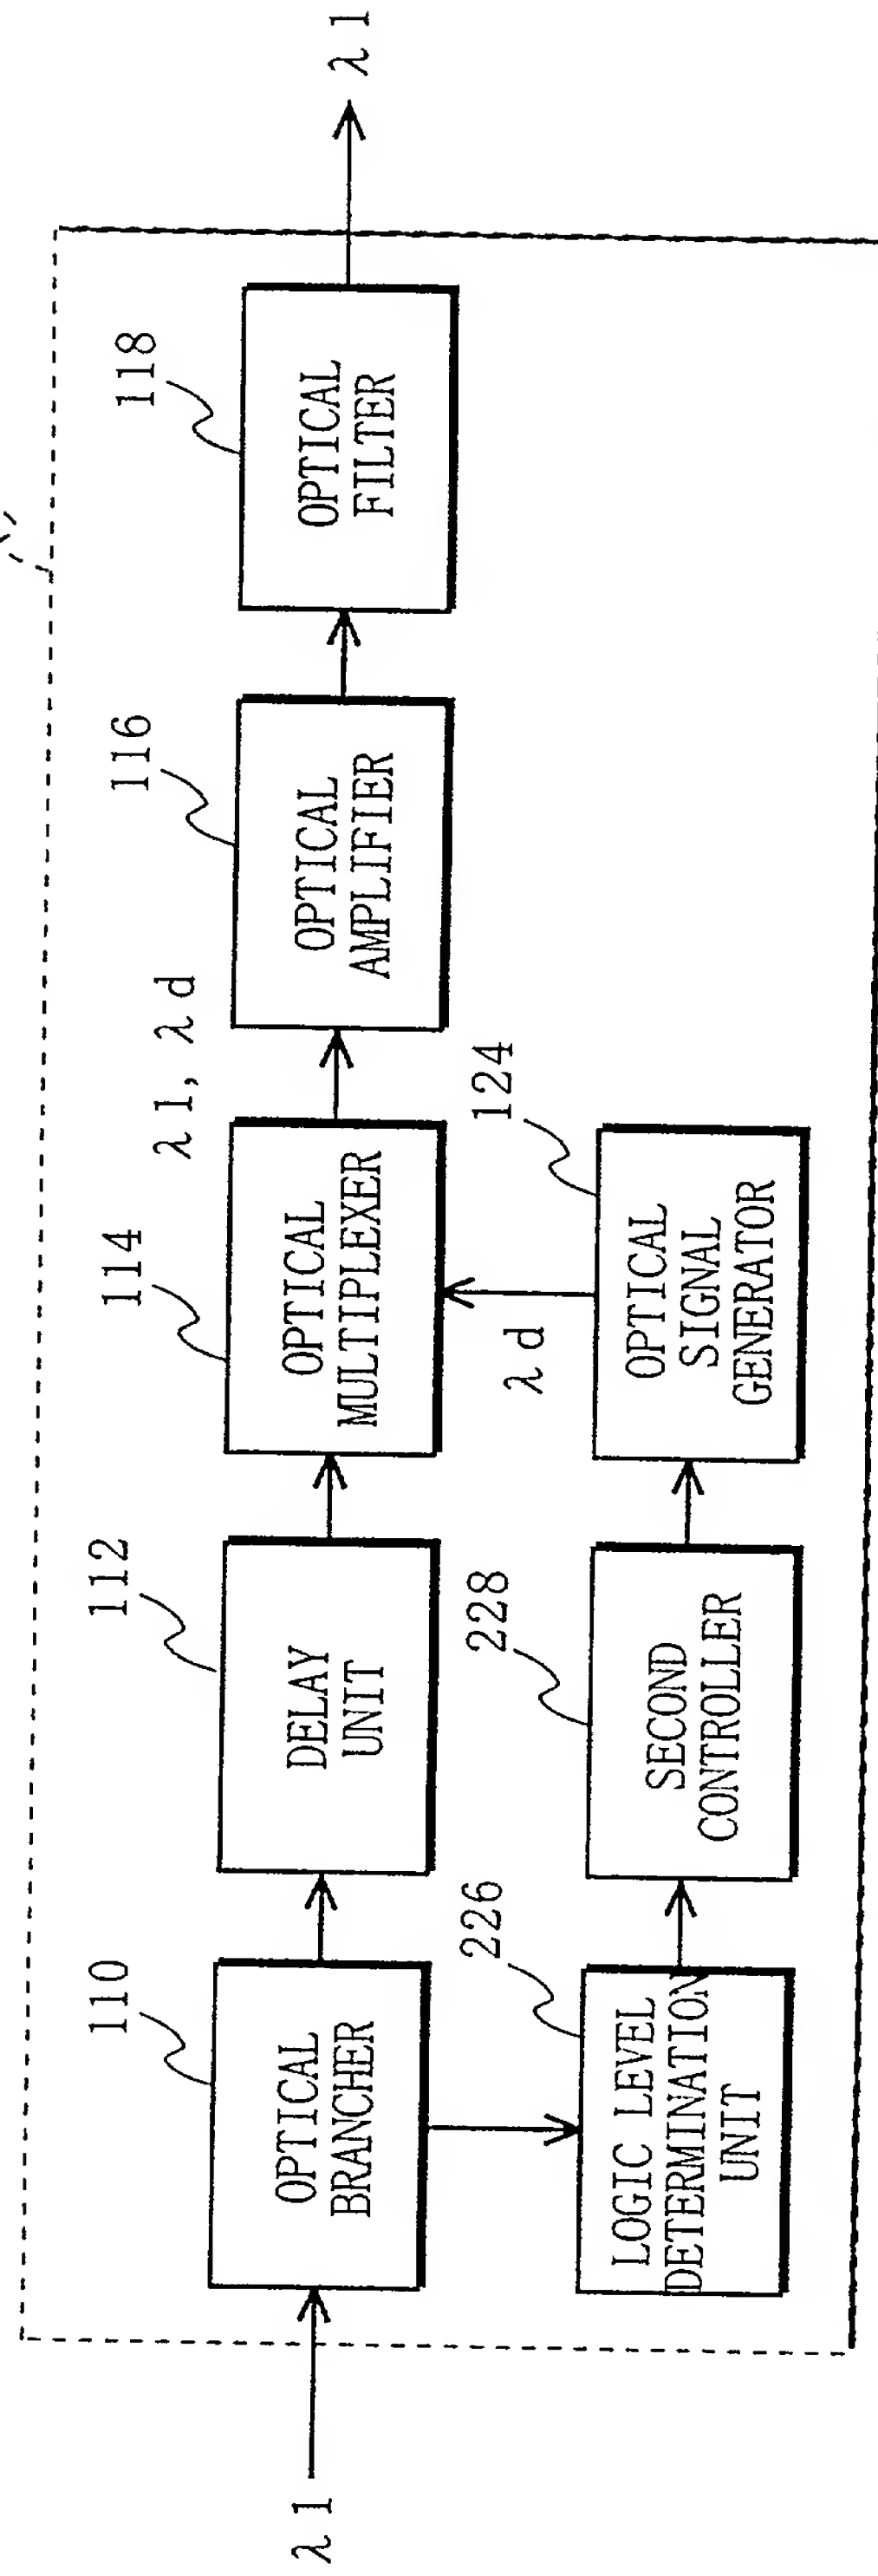 λ1
110
OPTICAL
BRANCHER
112
DELAY
UNIT
114
OPTICAL
MULTIPLEXER
λ1, λd
116
OPTICAL
AMPLIFIER
118
OPTICAL
FILTER
λ1
226
LOGIC LEVEL
DETERMINATION
UNIT
228
SECOND
CONTROLLER
λd
124
OPTICAL
SIGNAL
GENERATOR